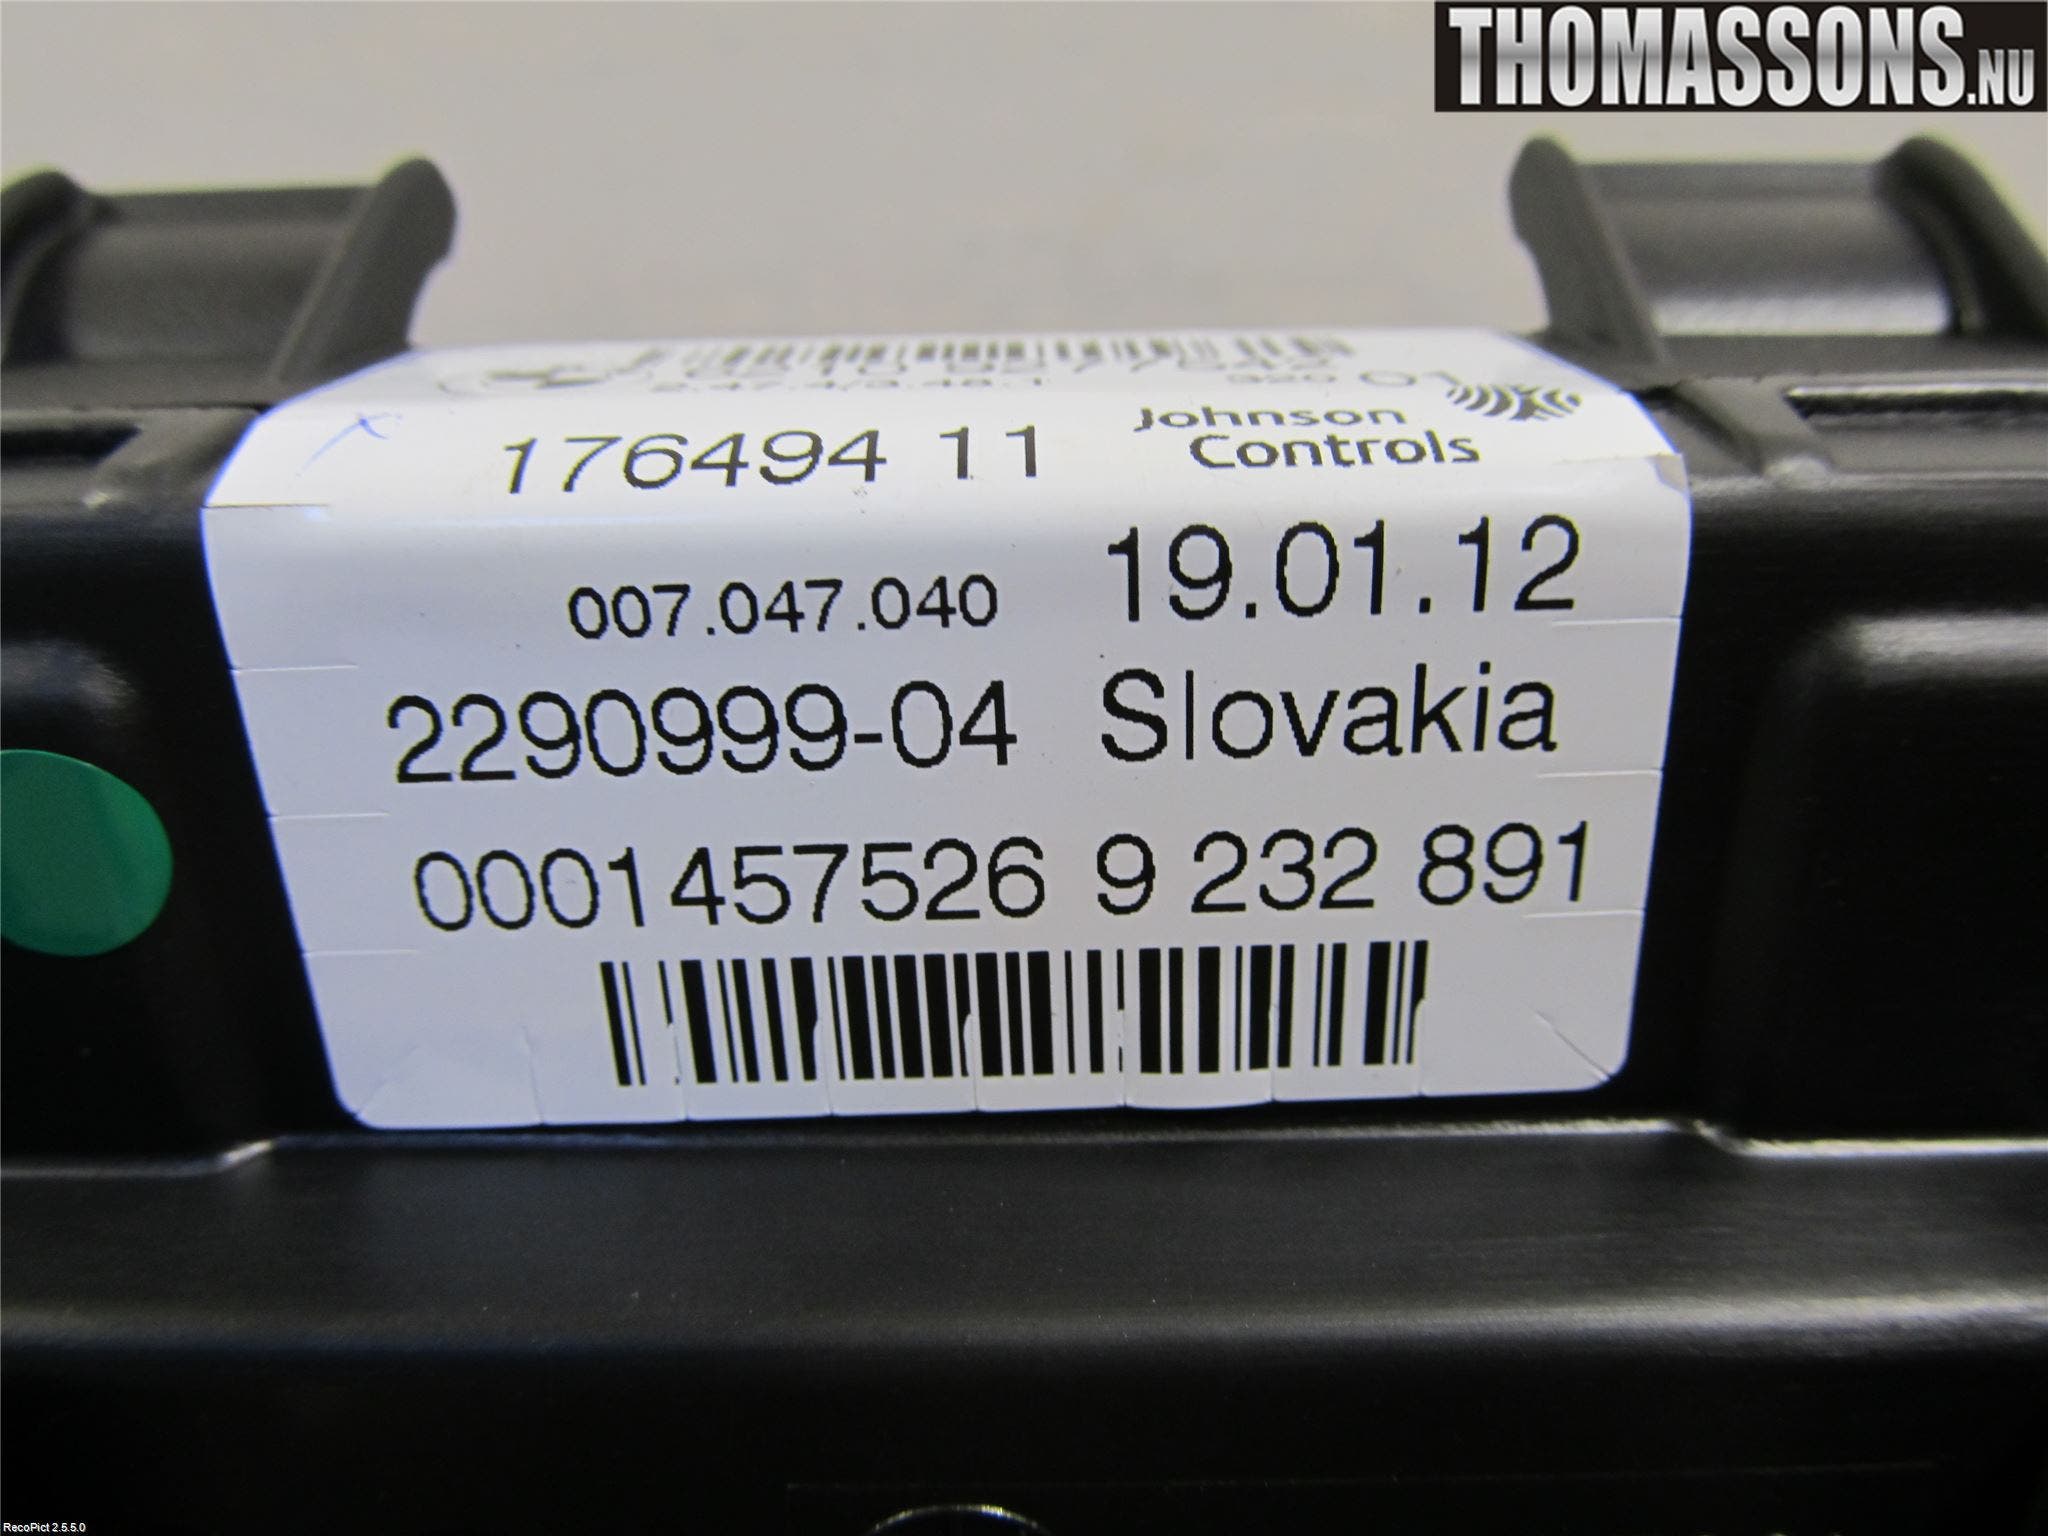 THOMASSONS.NU
176494 11
Johnson
Controls
007.047.040 19.01.12
2290999-04 Slovakia
0001457526 9 232 891
RecoPict 2.5.5.0